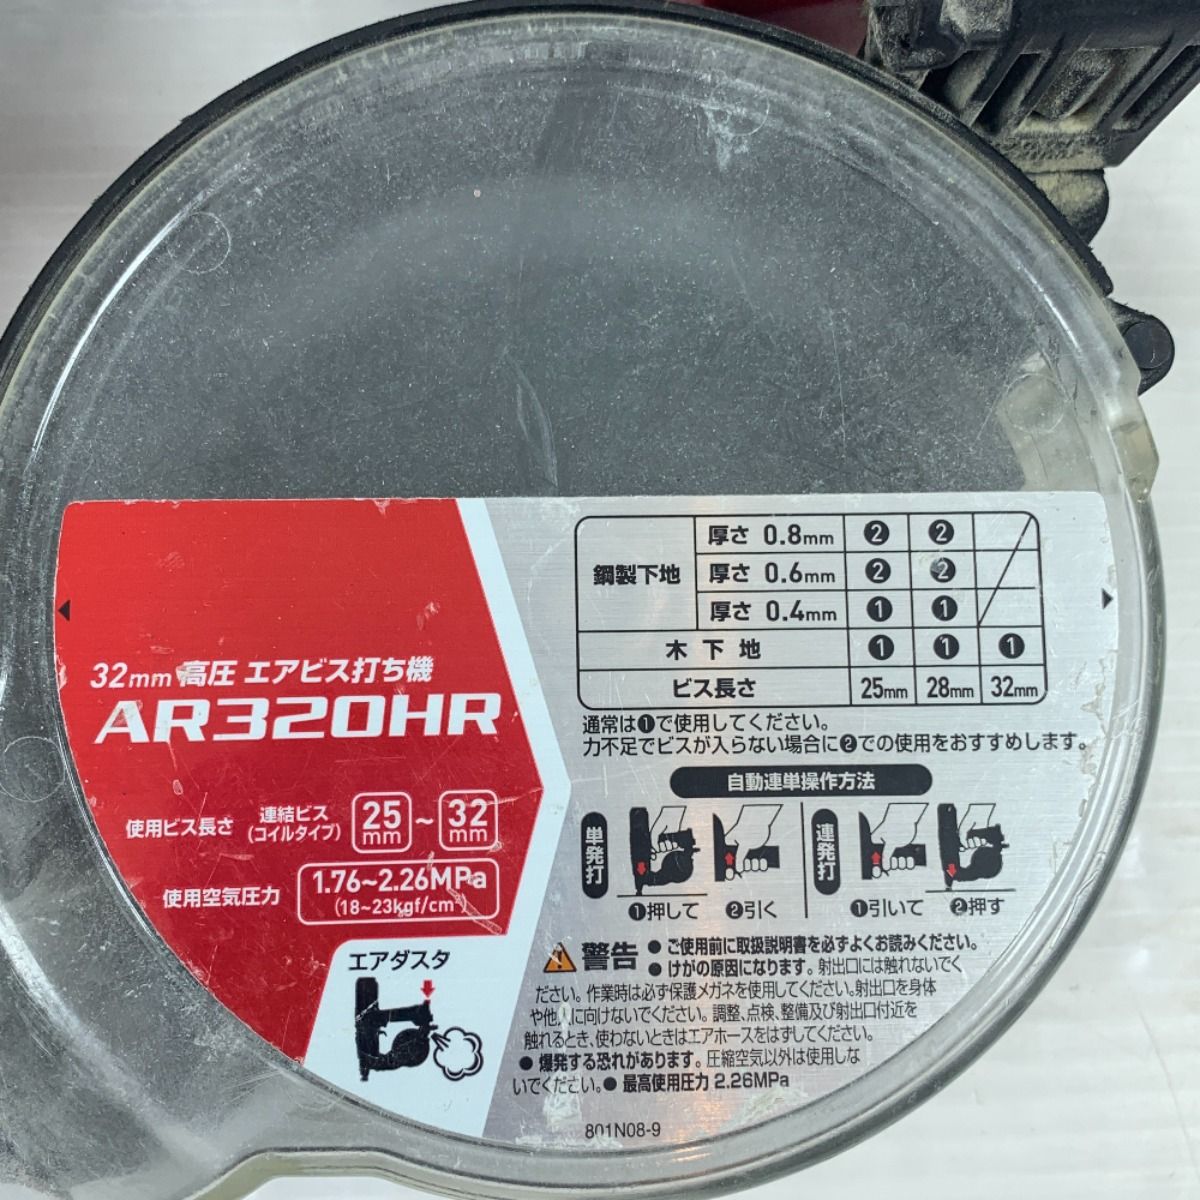 32mm 高圧 エアビス打ち機
AR320HR
使用ビス長さ 連結ビス (コイルタイプ) 25mm ~ 32mm
使用空気圧力 1.76~2.26MPa
(18~23kgf/cm²)
エアダスタ
鋼製下地 厚さ 0.8mm ❷ ❷
厚さ 0.6mm ❷ ❷
厚さ 0.4mm ❶ ❶
木下地 ❶ ❶ ❶
ビス長さ 25mm 28mm 32mm
通常は❶で使用してください。
力不足でビスが入らない場合に❷での使用をおすすめします。
自動連単操作方法
単発打 ❶押して ❷引く
連発打 ❶引いて ❷押す
警告 ● ご使用前に取扱説明書を必ずよくお読みください。
● けがの原因になります。射出口には触れないでく
ださい。作業時は必ず保護メガネを使用してください。射出口を身体
や他人に向けないでください。調整、点検、整備及び射出口付近を
触れるとき、使わないときはエアホースをはずしてください。
● 爆発する恐れがあります。圧縮空気以外は使用しな
いでください。● 最高使用圧力 2.26MPa
801N08-9